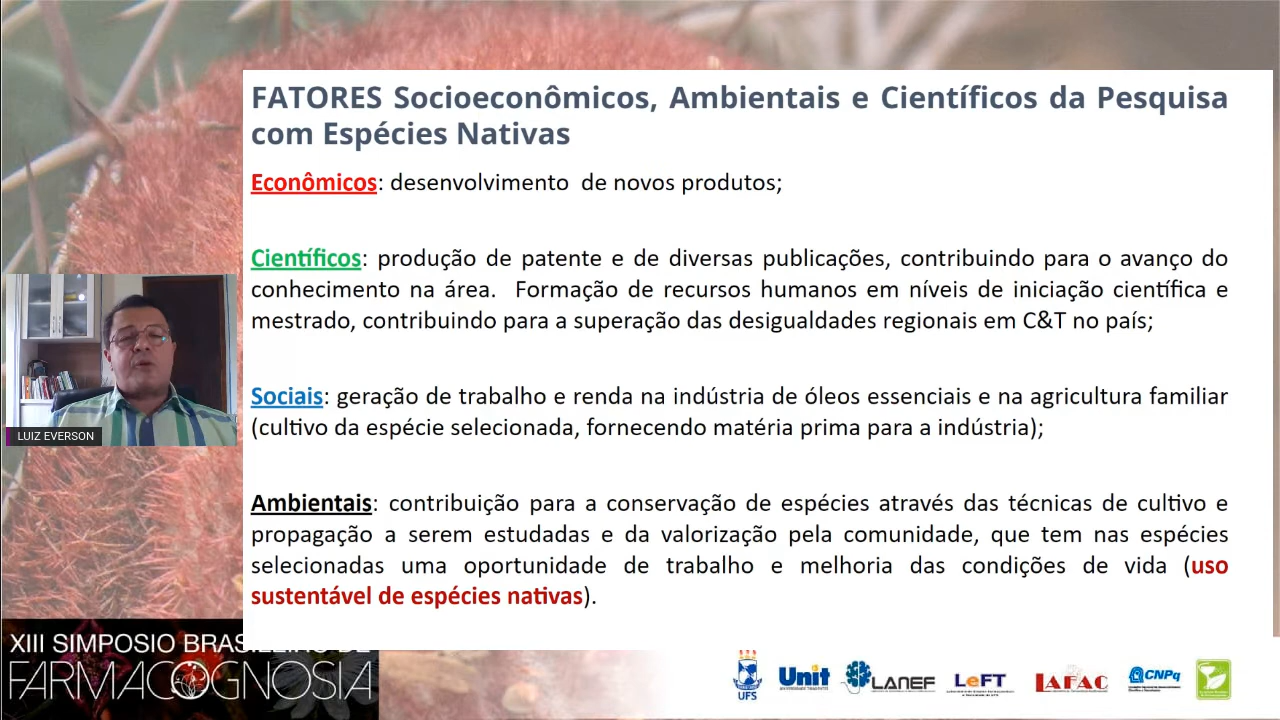 FATORES Socioeconômicos, Ambientais e Científicos da Pesquisa
com Espécies Nativas
Econômicos: desenvolvimento de novos produtos;
Científicos: produção de patente e de diversas publicações, contribuindo para o avanço do
conhecimento na área. Formação de recursos humanos em níveis de iniciação científica e
mestrado, contribuindo para a superação das desigualdades regionais em C&T no país;
Sociais: geração de trabalho e renda na indústria de óleos essenciais e na agricultura familiar
(cultivo da espécie selecionada, fornecendo matéria prima para a indústria);
Ambientais: contribuição para a conservação de espécies através das técnicas de cultivo e
propagação a serem estudadas e da valorização pela comunidade, que tem nas espécies
selecionadas uma oportunidade de trabalho e melhoria das condições de vida (uso
sustentável de espécies nativas).
LUIZ EVERSON
XIII SIMPOSIO BRASILEIRO DE
FARMACOGNOSIA
UFS
Unit
LANEF
LeFT
LAFAC
CNPq